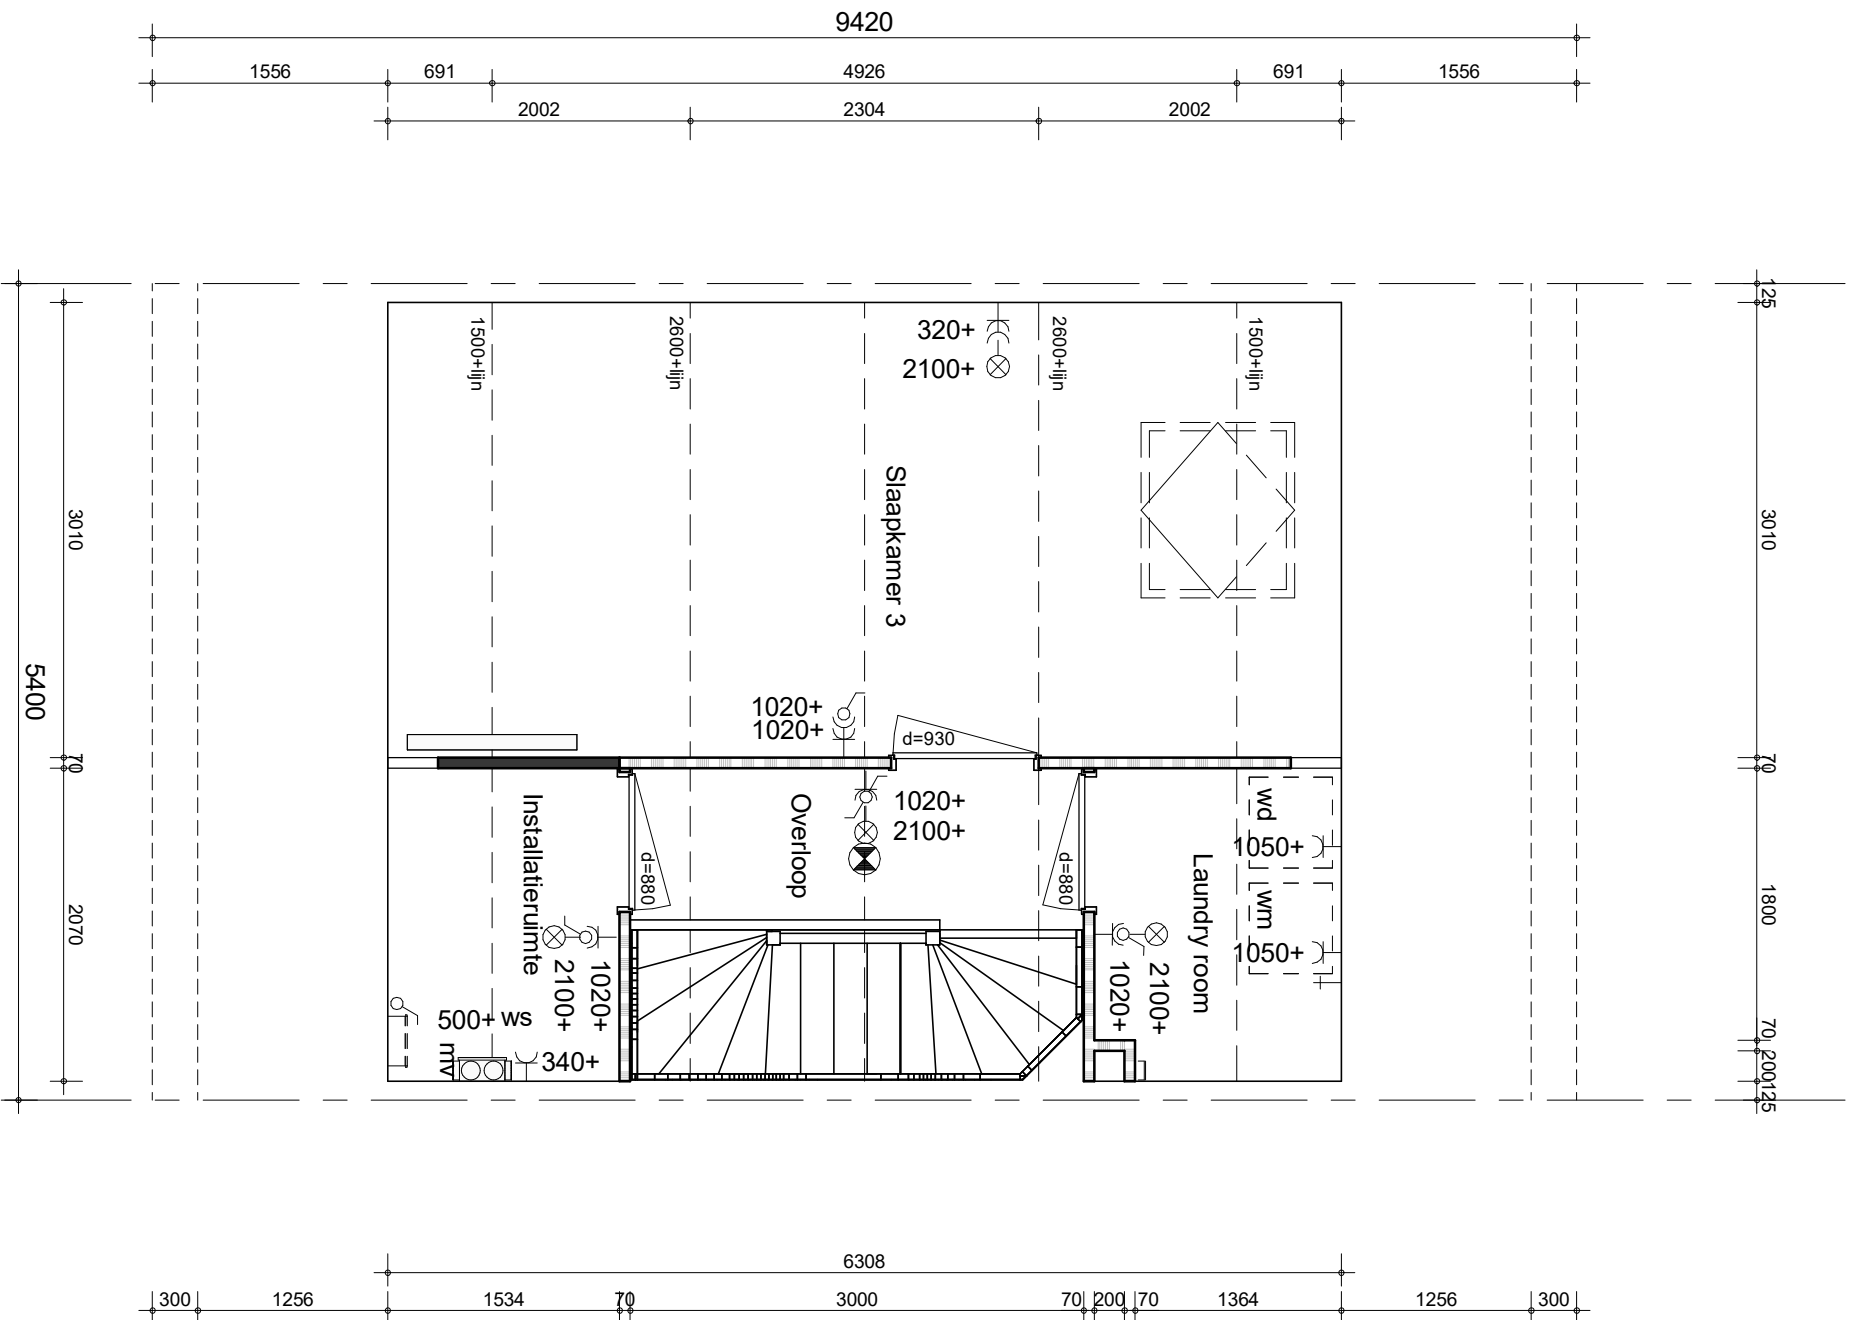 9420
1556 691 4926 691 1556
2002 2304 2002
125
1500+lijn 2600+lijn 320+ 2600+lijn 1500+lijn
2100+
Slaapkamer 3
3010 3010
5400
1020+
1020+
d=930
70 70
Installatieruimte Overloop 1020+ wd
2100+ 1050+
d=880 d=880 Laundry room
2070 wm 1800
1050+
2100+ 1020+ 1020+ 2100+
500+ ws
mv 340+
70
200
125
6308
300 1256 1534 70 3000 70 200 70 1364 1256 300